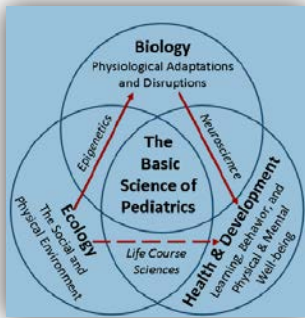 Biology
Physiological Adaptations
and Disruptions
Epigenetics
Neuroscience
The
Basic
Science of
Pediatrics
Ecology
The Social and
Physical Environment
Life Course
Sciences
Health & Development
Learning, Behavior, and
Physical & Mental
Well-being